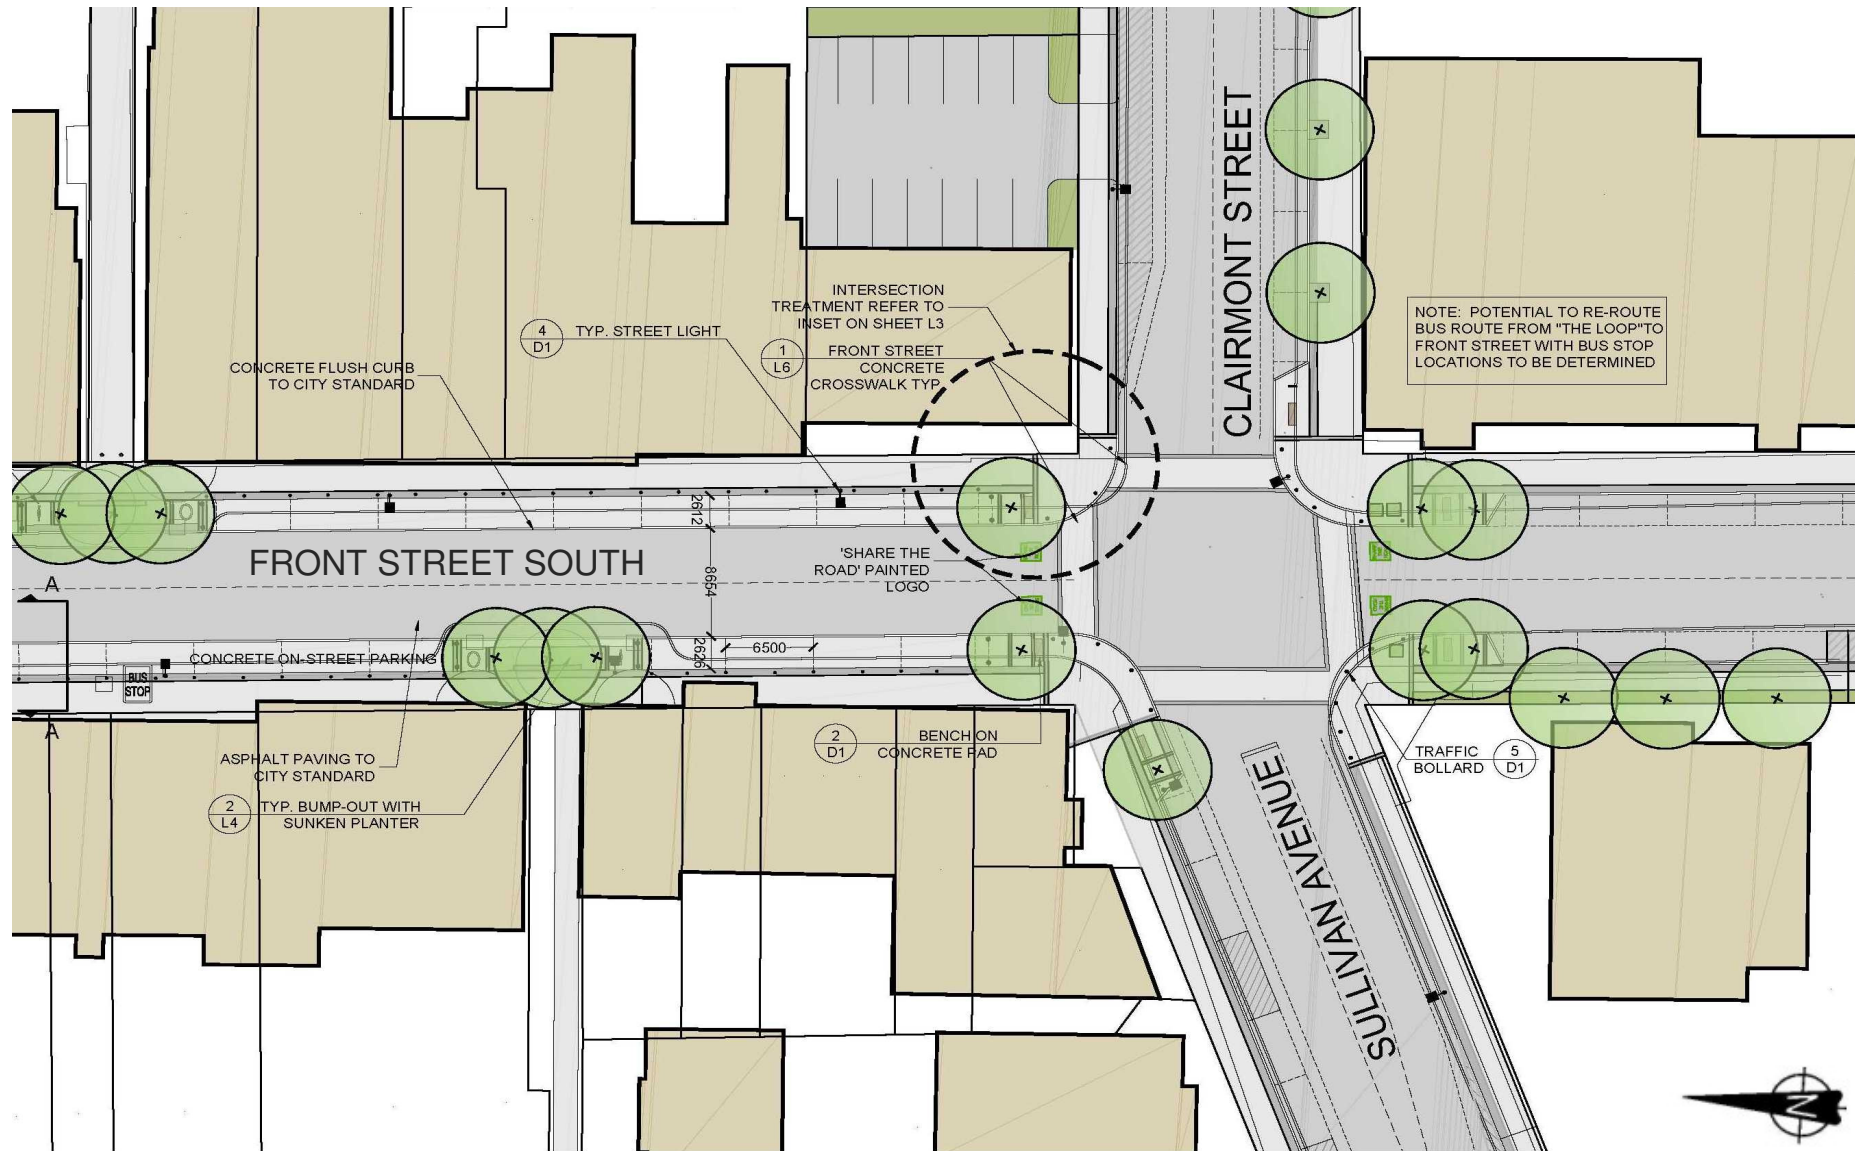 CLAIRMONT STREET
INTERSECTION
TREATMENT REFER TO
INSET ON SHEET L3
NOTE: POTENTIAL TO RE-ROUTE
BUS ROUTE FROM "THE LOOP"TO
FRONT STREET WITH BUS STOP
LOCATIONS TO BE DETERMINED
4
D1
TYP. STREET LIGHT
1
L6
FRONT STREET
CONCRETE
CROSSWALK TYP.
CONCRETE FLUSH CURB
TO CITY STANDARD
2612
FRONT STREET SOUTH
'SHARE THE
ROAD' PAINTED
LOGO
8654
A
CONCRETE ON-STREET PARKING
2626
6500
BUS
STOP
A
ASPHALT PAVING TO
CITY STANDARD
2
D1
BENCH ON
CONCRETE PAD
TRAFFIC
BOLLARD
5
D1
2
L4
TYP. BUMP-OUT WITH
SUNKEN PLANTER
SULLIVAN AVENUE
N